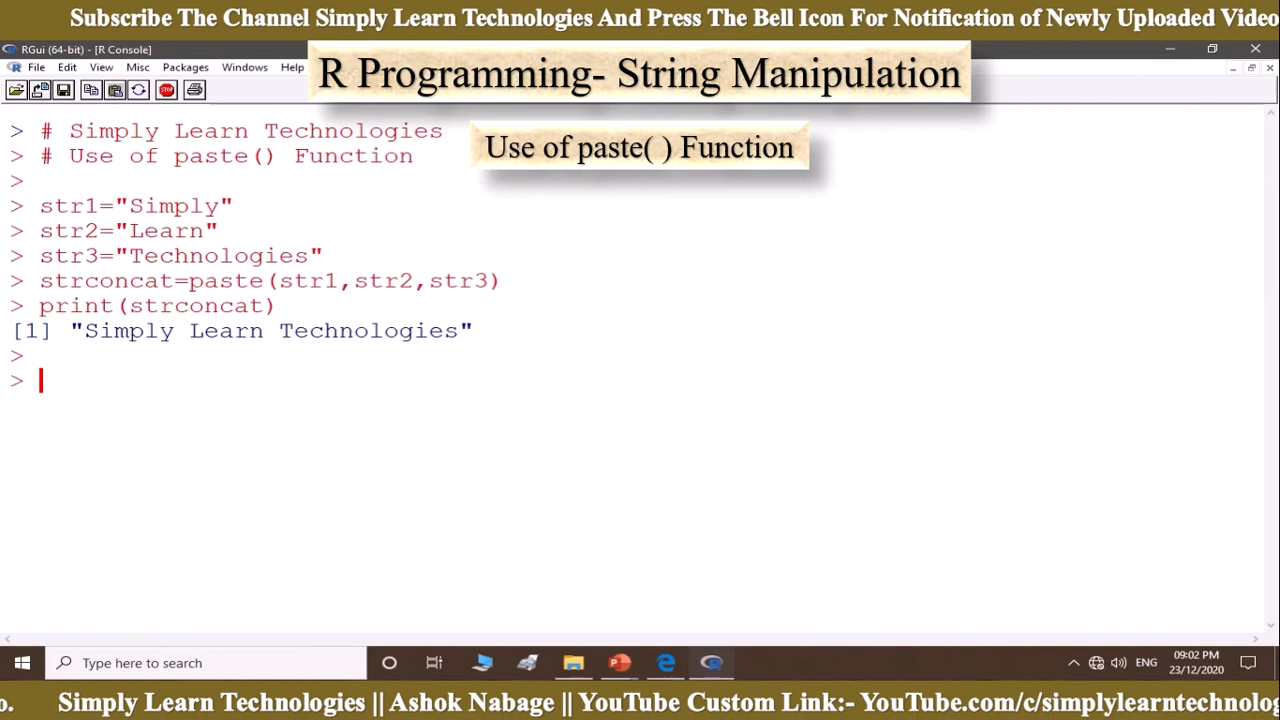 Subscribe The Channel Simply Learn Technologies And Press The Bell Icon For Notification of Newly Uploaded Video
RGui (64-bit) - [R Console]
File Edit View Misc Packages Windows Help
R Programming- String Manipulation
STOP
Use of paste( ) Function
> # Simply Learn Technologies
> # Use of paste() Function
>
> str1="Simply"
> str2="Learn"
> str3="Technologies"
> strconcat=paste(str1,str2,str3)
> print(strconcat)
[1] "Simply Learn Technologies"
>
>
Type here to search
ENG
09:02 PM
23/12/2020
o. Simply Learn Technologies || Ashok Nabage || YouTube Custom Link:- YouTube.com/c/simplylearntechnolog